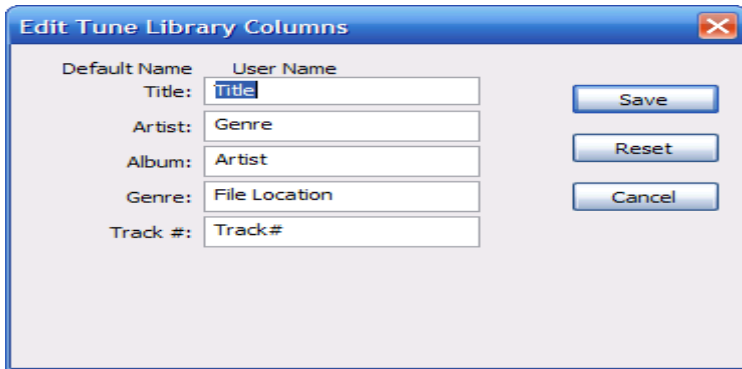 Edit Tune Library Columns
Default Name User Name
Title: Title
Save
Artist: Genre
Reset
Album: Artist
Genre: File Location
Cancel
Track #: Track#